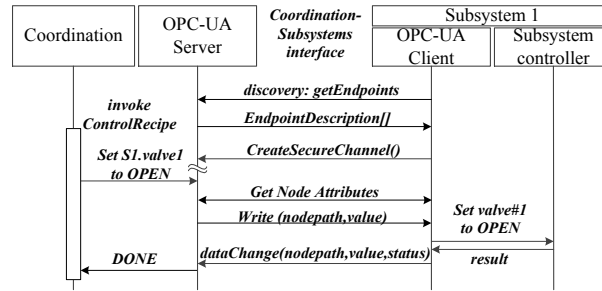 Coordination
OPC-UA
Server
Coordination-
Subsystems
interface
Subsystem 1
OPC-UA
Client
Subsystem
controller
discovery: getEndpoints
invoke
ControlRecipe
EndpointDescription[]
CreateSecureChannel()
Set S1.valve1
to OPEN
Get Node Attributes
Write (nodepath,value)
Set valve#1
to OPEN
dataChange(nodepath,value,status)
DONE
result